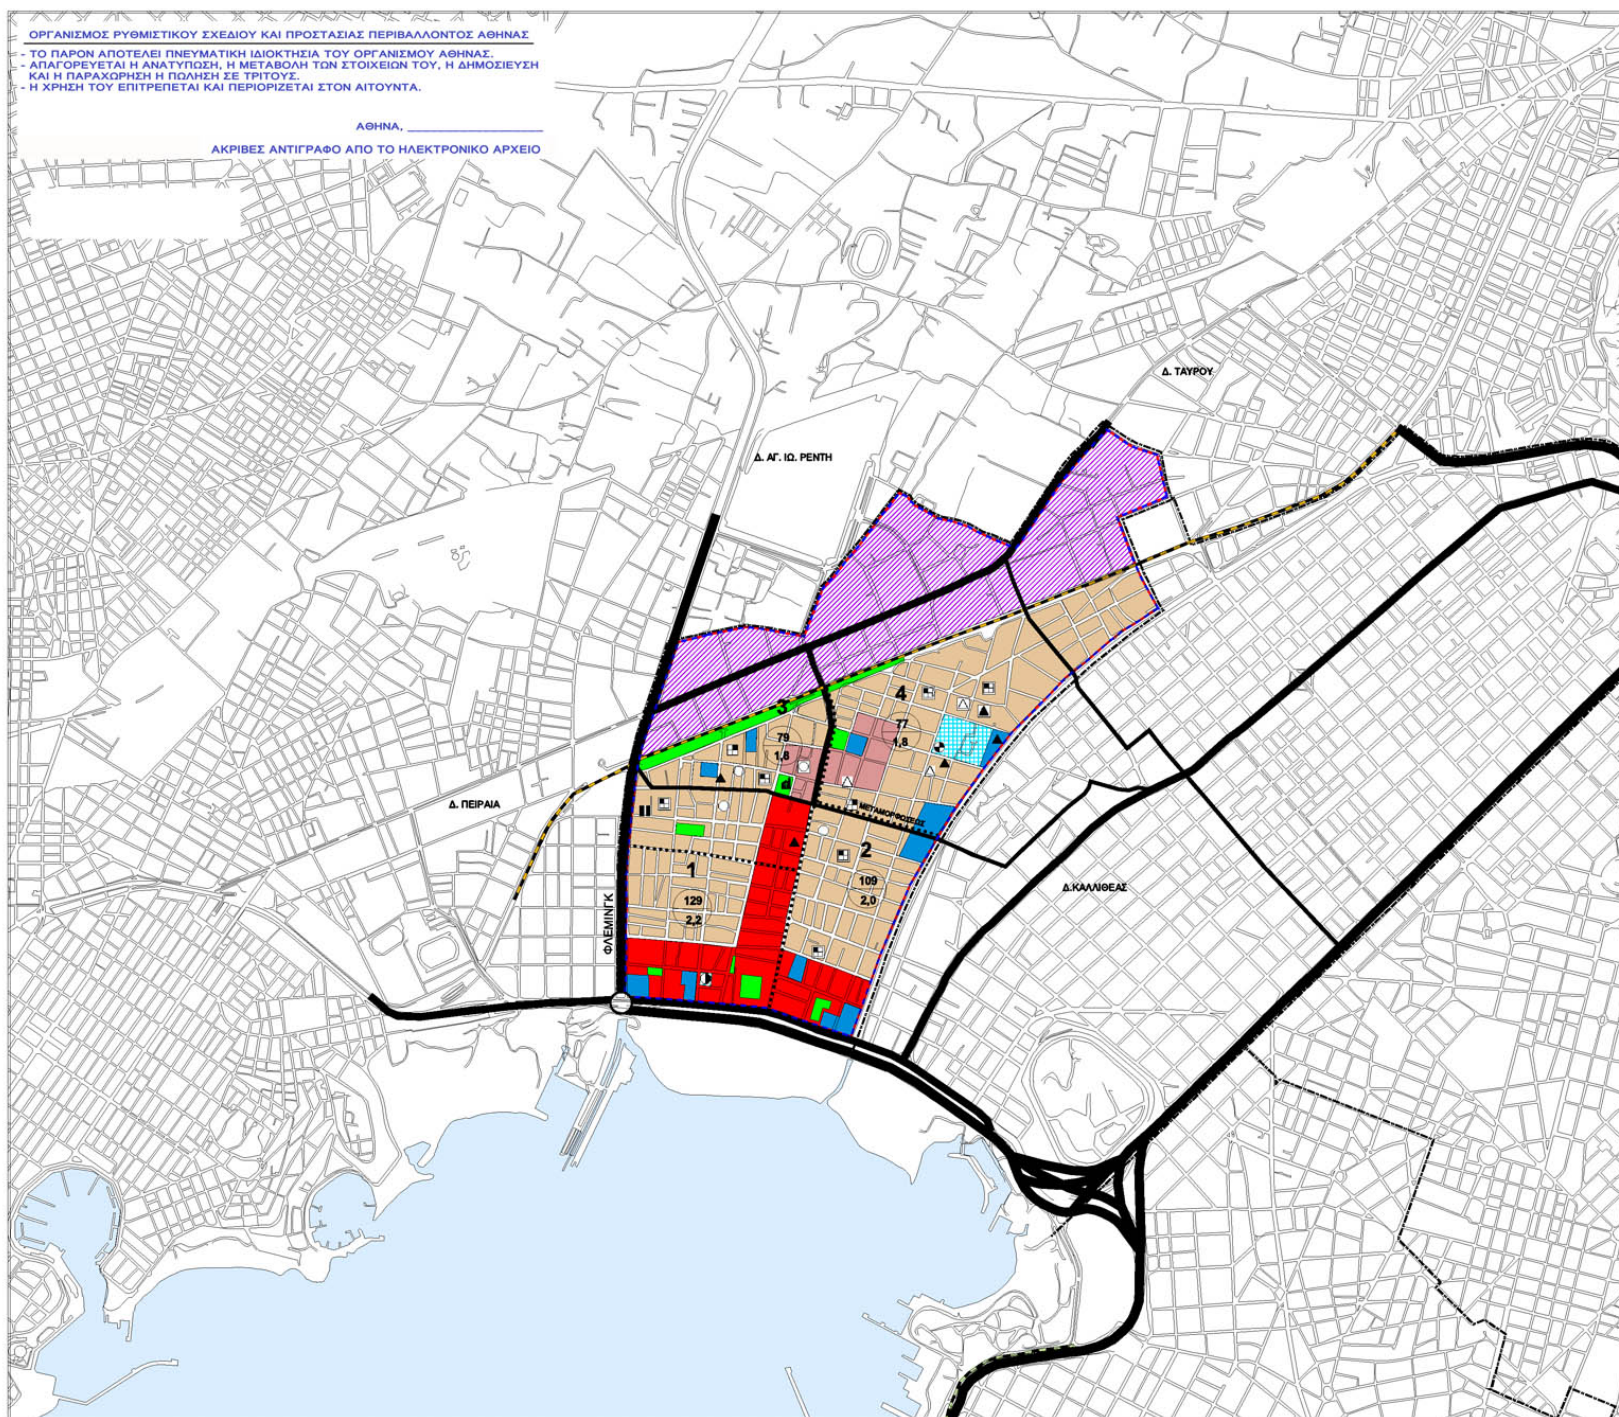 ΟΡΓΑΝΙΣΜΟΣ ΡΥΘΜΙΣΤΙΚΟΥ ΣΧΕΔΙΟΥ ΚΑΙ ΠΡΟΣΤΑΣΙΑΣ ΠΕΡΙΒΑΛΛΟΝΤΟΣ ΑΘΗΝΑΣ
- ΤΟ ΠΑΡΟΝ ΑΠΟΤΕΛΕΙ ΠΝΕΥΜΑΤΙΚΗ ΙΔΙΟΚΤΗΣΙΑ ΤΟΥ ΟΡΓΑΝΙΣΜΟΥ ΑΘΗΝΑΣ.
- ΑΠΑΓΟΡΕΥΕΤΑΙ Η ΑΝΑΤΥΠΩΣΗ, Η ΜΕΤΑΒΟΛΗ ΤΩΝ ΣΤΟΙΧΕΙΩΝ ΤΟΥ, Η ΔΗΜΟΣΙΕΥΣΗ
ΚΑΙ Η ΠΑΡΑΧΩΡΗΣΗ Η ΠΩΛΗΣΗ ΣΕ ΤΡΙΤΟΥΣ.
- Η ΧΡΗΣΗ ΤΟΥ ΕΠΙΤΡΕΠΕΤΑΙ ΚΑΙ ΠΕΡΙΟΡΙΖΕΤΑΙ ΣΤΟΝ ΑΙΤΟΥΝΤΑ.
ΑΘΗΝΑ,
ΑΚΡΙΒΕΣ ΑΝΤΙΓΡΑΦΟ ΑΠΟ ΤΟ ΗΛΕΚΤΡΟΝΙΚΟ ΑΡΧΕΙΟ
Δ. ΤΑΥΡΟΥ
Δ. ΑΓ. ΙΩ. ΡΕΝΤΗ
4
3
77
1,8
79
1,8
Δ. ΠΕΙΡΑΙΑ
ΜΕΤΑΜΟΡΦΩΣΕΩΣ
2
1
109
2,0
Δ.ΚΑΛΛΙΘΕΑΣ
129
2,2
ΦΛΕΜΙΝΓΚ